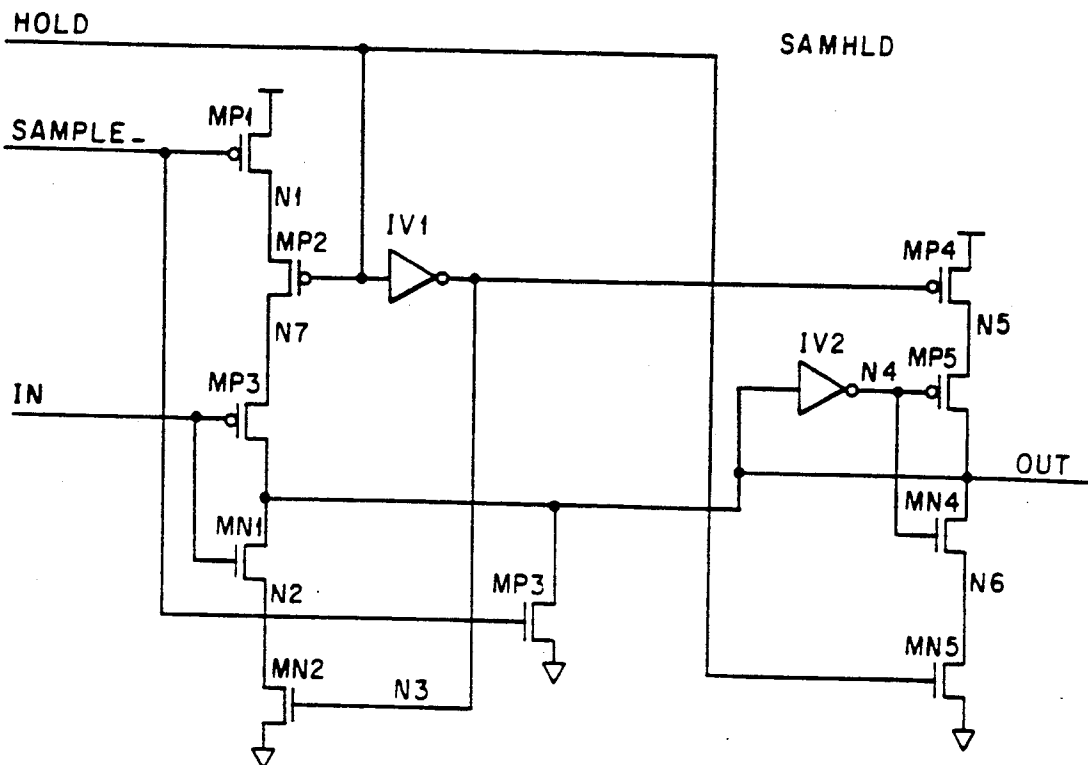 HOLD
SAMHLD
MP1
SAMPLE_
N1
IV1
MP2
MP4
N7
N5
IV2
MP5
MP3
N4
IN
OUT
MN1
MN4
N2
MP3
N6
MN2
N3
MN5